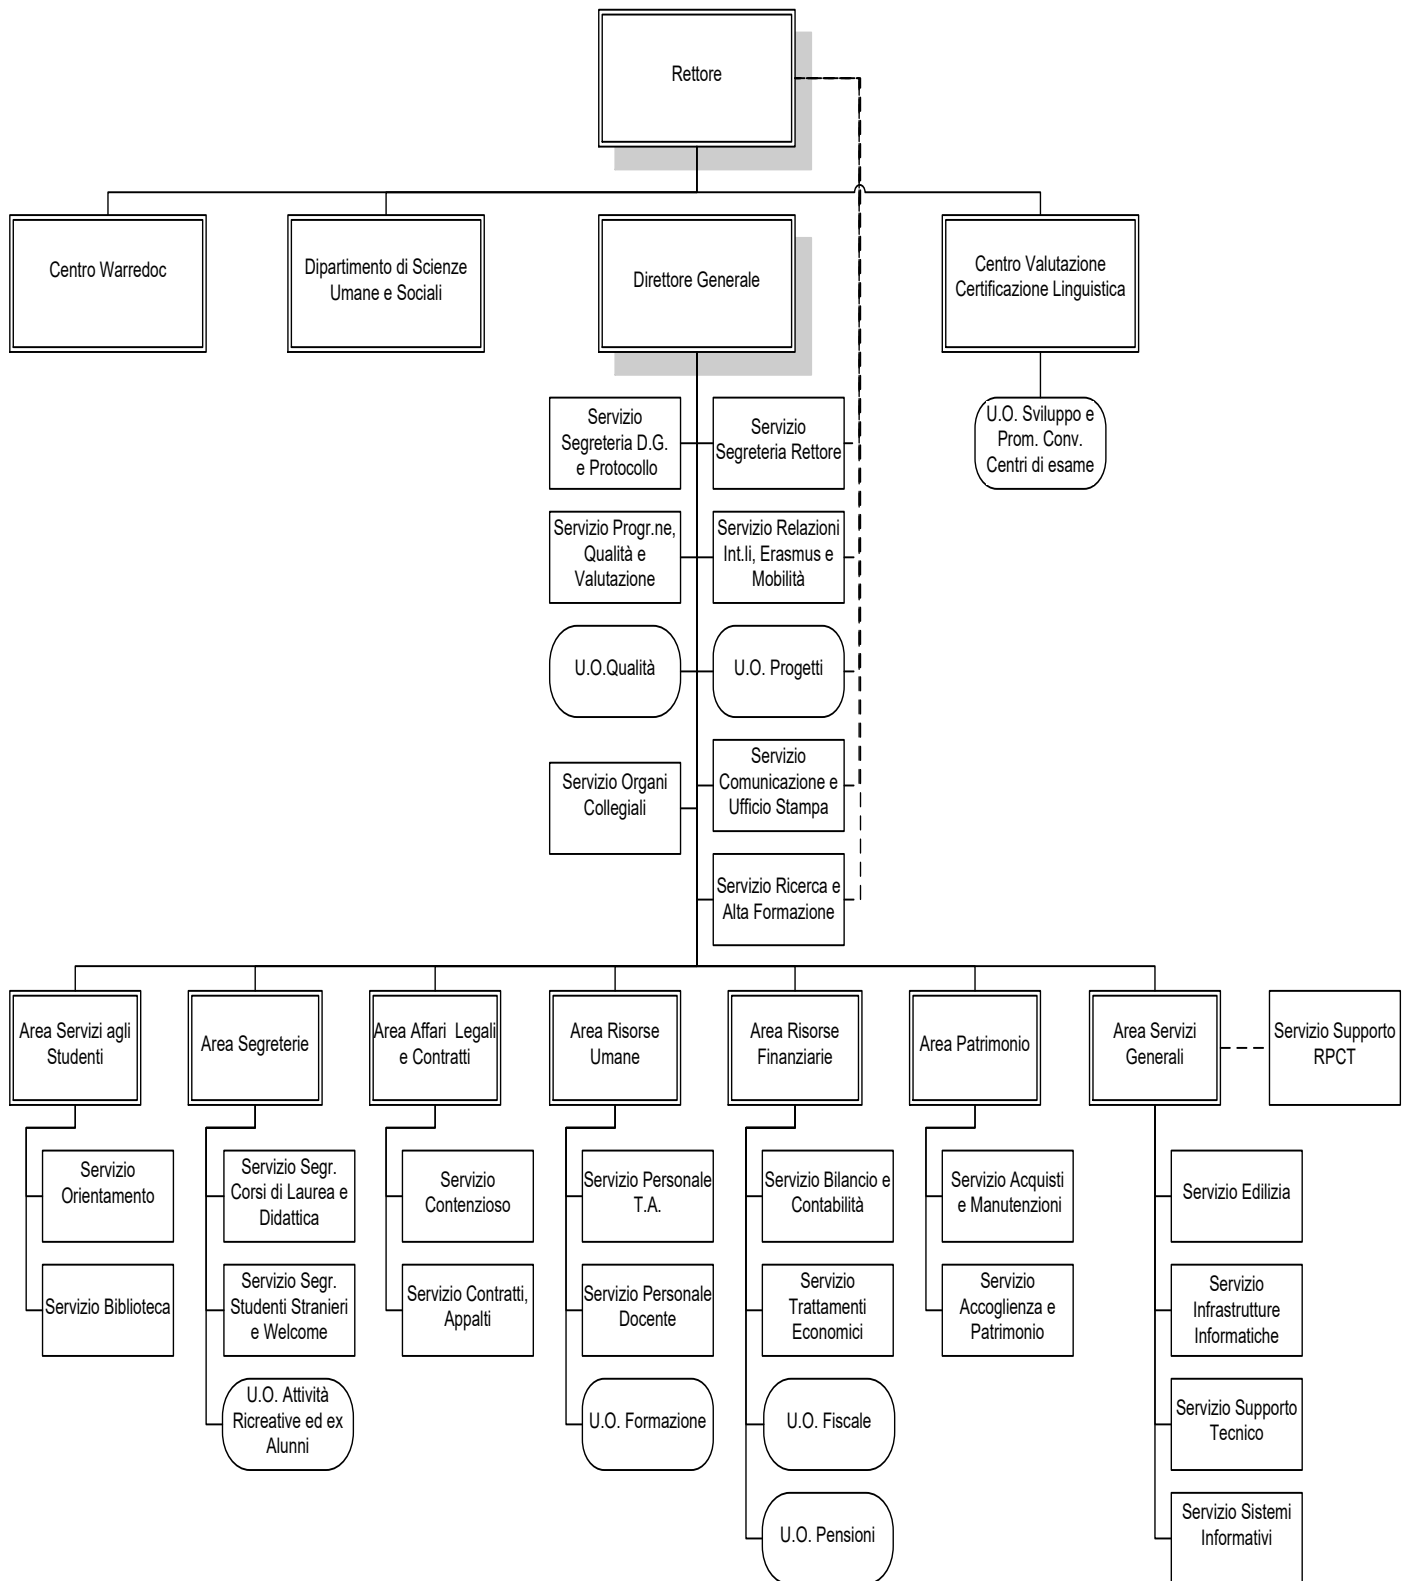 Rettore
Centro Warredoc
Dipartimento di Scienze
Umane e Sociali
Direttore Generale
Centro Valutazione
Certificazione Linguistica
U.O. Sviluppo e
Prom. Conv.
Centri di esame
Servizio
Segreteria D.G.
e Protocollo
Servizio
Segreteria Rettore
Servizio Progr.ne,
Qualità e
Valutazione
Servizio Relazioni
Int.li, Erasmus e
Mobilità
U.O.Qualità
U.O. Progetti
Servizio Organi
Collegiali
Servizio
Comunicazione e
Ufficio Stampa
Servizio Ricerca e
Alta Formazione
Area Servizi agli
Studenti
Area Segreterie
Area Affari  Legali
e Contratti
Area Risorse
Umane
Area Risorse
Finanziarie
Area Patrimonio
Area Servizi
Generali
Servizio Supporto
RPCT
Servizio
Orientamento
Servizio Biblioteca
Servizio Segr.
Corsi di Laurea e
Didattica
Servizio Segr.
Studenti Stranieri
e Welcome
U.O. Attività
Ricreative ed ex
Alunni
Servizio
Contenzioso
Servizio Contratti,
Appalti
Servizio Personale
T.A.
Servizio Personale
Docente
U.O. Formazione
Servizio Bilancio e
Contabilità
Servizio
Trattamenti
Economici
U.O. Fiscale
U.O. Pensioni
Servizio Acquisti
e Manutenzioni
Servizio
Accoglienza e
Patrimonio
Servizio Edilizia
Servizio
Infrastrutture
Informatiche
Servizio Supporto
Tecnico
Servizio Sistemi
Informativi